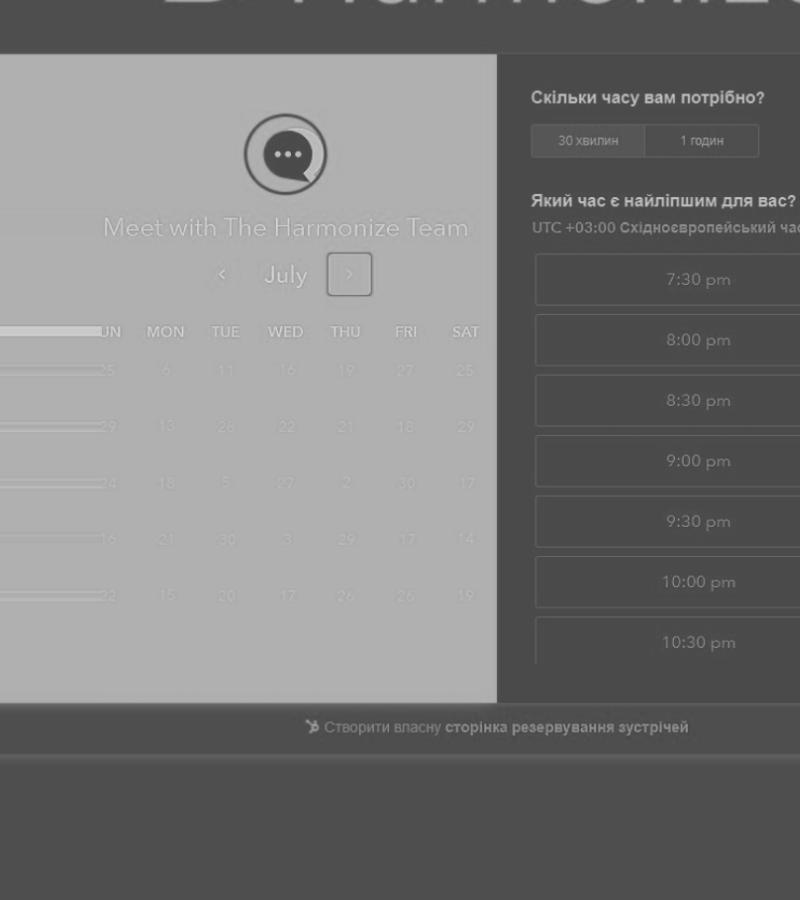 Meet with The Harmonize Team
July
UN MON TUE WED THU FRI SAT
25 6 11 16 19 27 25
29 13 28 22 21 18 29
24 18 5 27 2 30 17
16 21 30 3 29 17 14
22 15 20 17 26 26 19
Скільки часу вам потрібно?
30 хвилин 1 годин
Який час є найліпшим для вас?
UTC +03:00 Східноєвропейський час
7:30 pm
8:00 pm
8:30 pm
9:00 pm
9:30 pm
10:00 pm
10:30 pm
Створити власну сторінка резервування зустрічей